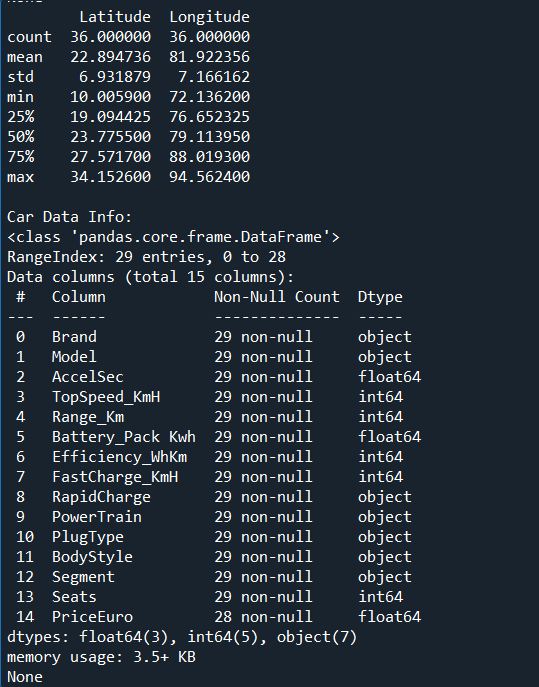 None
       Latitude  Longitude
count  36.000000  36.000000
mean   22.894736  81.922356
std     6.931879   7.166162
min    10.005900  72.136200
25%    19.094425  76.652325
50%    23.775500  79.113950
75%    27.571700  88.019300
max    34.152600  94.562400
Car Data Info:
<class 'pandas.core.frame.DataFrame'>
RangeIndex: 29 entries, 0 to 28
Data columns (total 15 columns):
 #   Column           Non-Null Count  Dtype
---  ------           --------------  -----
 0   Brand            29 non-null     object
 1   Model            29 non-null     object
 2   AccelSec         29 non-null     float64
 3   TopSpeed_KmH     29 non-null     int64
 4   Range_Km         29 non-null     int64
 5   Battery_Pack Kwh  29 non-null     float64
 6   Efficiency_WhKm  29 non-null     int64
 7   FastCharge_KmH   29 non-null     int64
 8   RapidCharge      29 non-null     object
 9   PowerTrain       29 non-null     object
 10  PlugType         29 non-null     object
 11  BodyStyle        29 non-null     object
 12  Segment          29 non-null     object
 13  Seats            29 non-null     int64
 14  PriceEuro        28 non-null     float64
dtypes: float64(3), int64(5), object(7)
memory usage: 3.5+ KB
None